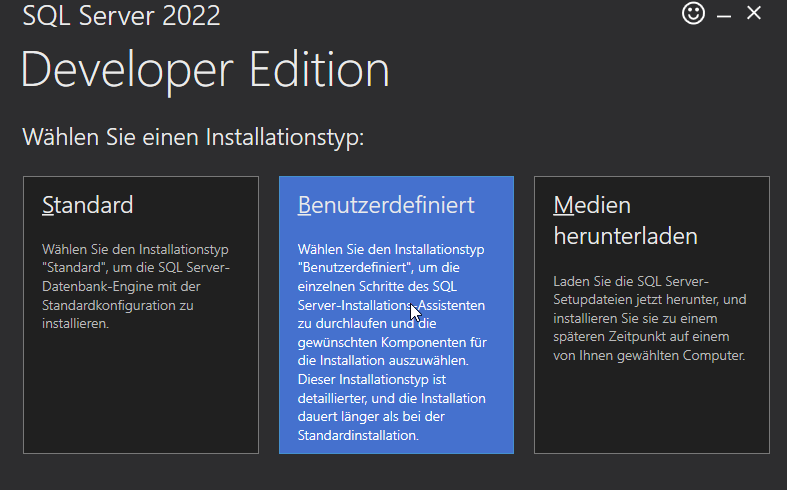 SQL Server 2022
Developer Edition
Wählen Sie einen Installationstyp:
Standard
Wählen Sie den Installationstyp
"Standard", um die SQL Server-
Datenbank-Engine mit der
Standardkonfiguration zu
installieren.
Benutzerdefiniert
Wählen Sie den Installationstyp
"Benutzerdefiniert", um die
einzelnen Schritte des SQL
Server-Installations-Assistenten
zu durchlaufen und die
gewünschten Komponenten für
die Installation auszuwählen.
Dieser Installationstyp ist
detaillierter, und die Installation
dauert länger als bei der
Standardinstallation.
Medien
herunterladen
Laden Sie die SQL Server-
Setupdateien jetzt herunter, und
installieren Sie sie zu einem
späteren Zeitpunkt auf einem
von Ihnen gewählten Computer.